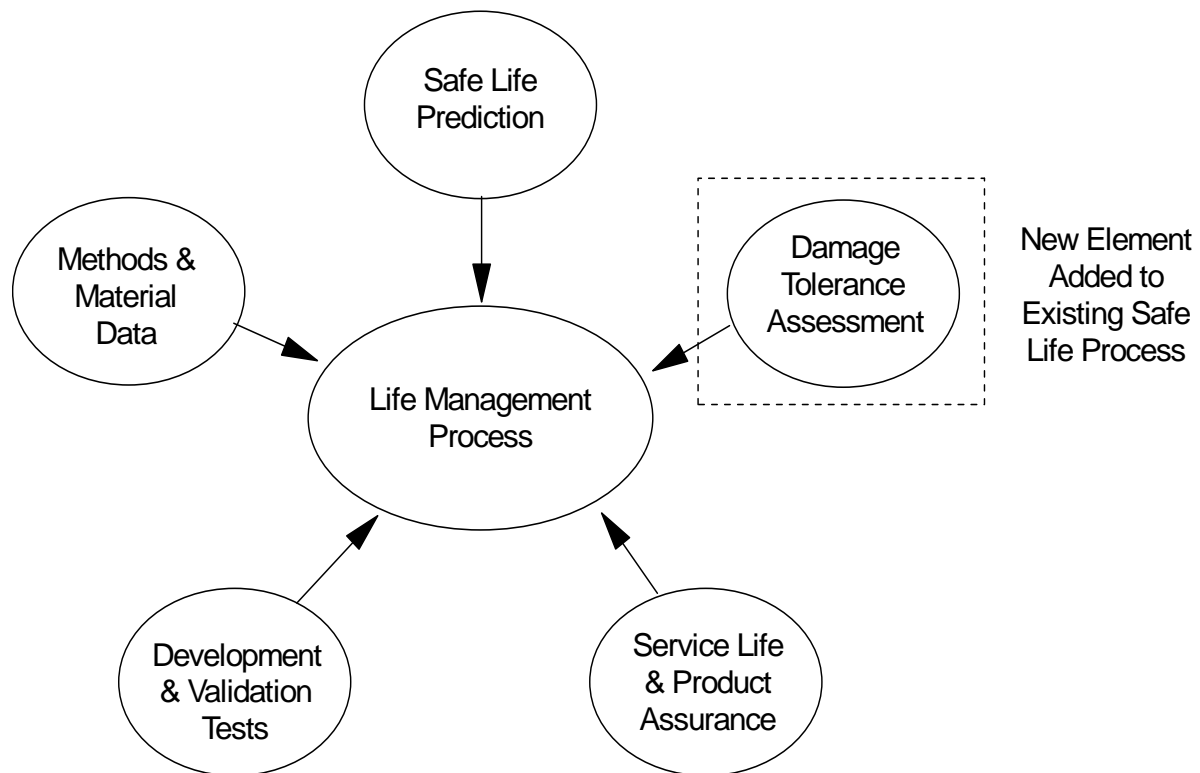 Safe Life
Prediction
Methods &
Material
Data
Damage
Tolerance
Assessment
New Element
Added to
Existing Safe
Life Process
Life Management
Process
Development
& Validation
Tests
Service Life
& Product
Assurance